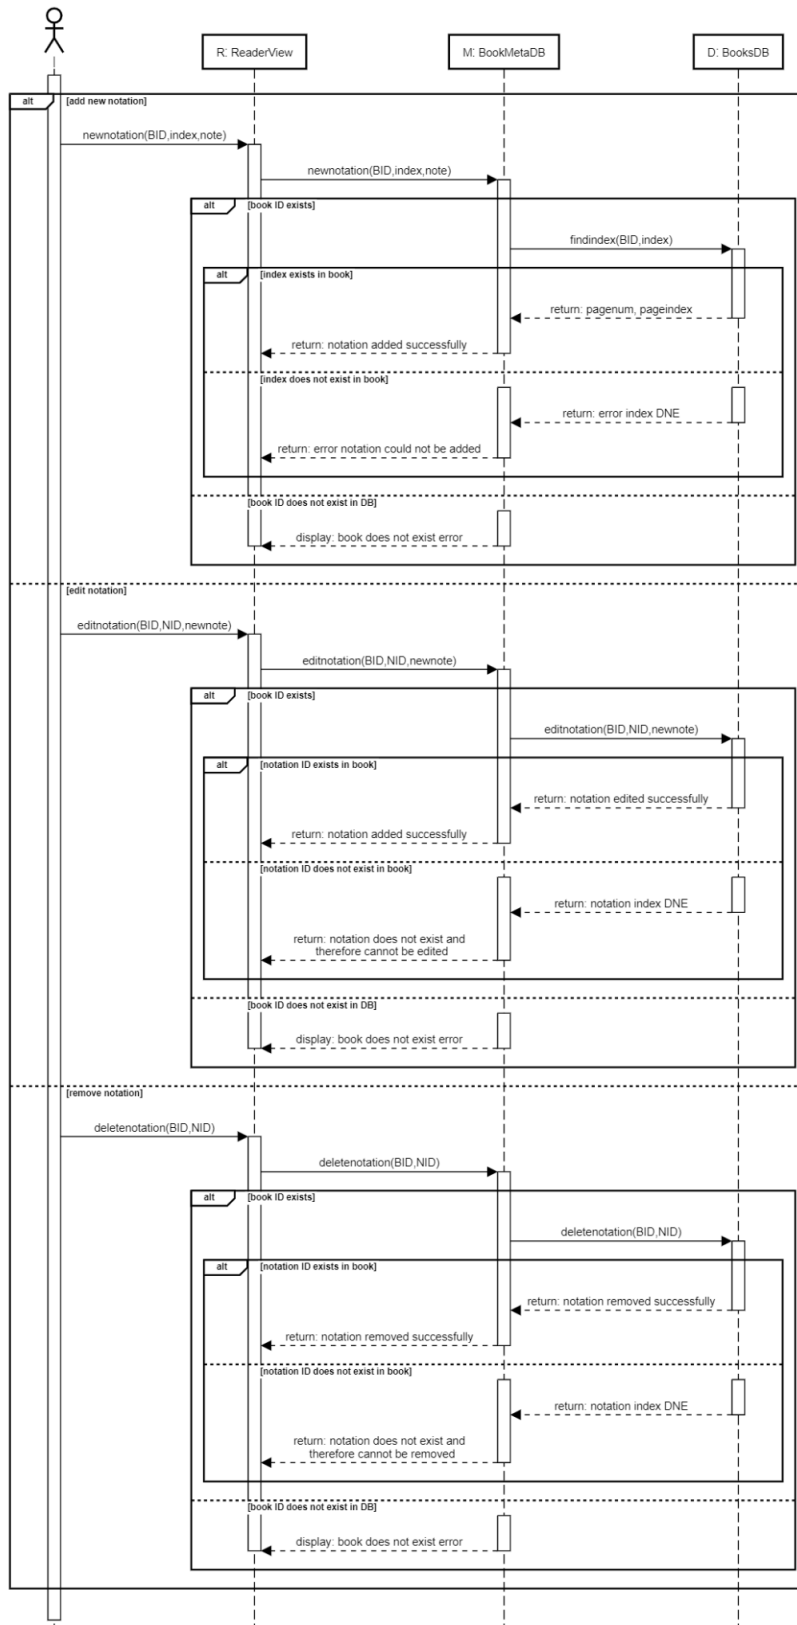 R: ReaderView
M: BookMetaDB
D: BooksDB
alt
[add new notation]
newnotation(BID,index,note)
newnotation(BID,index,note)
alt
[book ID exists]
findindex(BID,index)
alt
[index exists in book]
return: pagenum, pageindex
return: notation added successfully
[index does not exist in book]
return: error index DNE
return: error notation could not be added
[book ID does not exist in DB]
display: book does not exist error
[edit notation]
editnotation(BID,NID,newnote)
editnotation(BID,NID,newnote)
alt
[book ID exists]
editnotation(BID,NID,newnote)
alt
[notation ID exists in book]
return: notation edited successfully
return: notation added successfully
[notation ID does not exist in book]
return: notation index DNE
return: notation does not exist and
therefore cannot be edited
[book ID does not exist in DB]
display: book does not exist error
[remove notation]
deletenotation(BID,NID)
deletenotation(BID,NID)
alt
[book ID exists]
deletenotation(BID,NID)
alt
[notation ID exists in book]
return: notation removed successfully
return: notation removed successfully
[notation ID does not exist in book]
return: notation index DNE
return: notation does not exist and
therefore cannot be removed
[book ID does not exist in DB]
display: book does not exist error